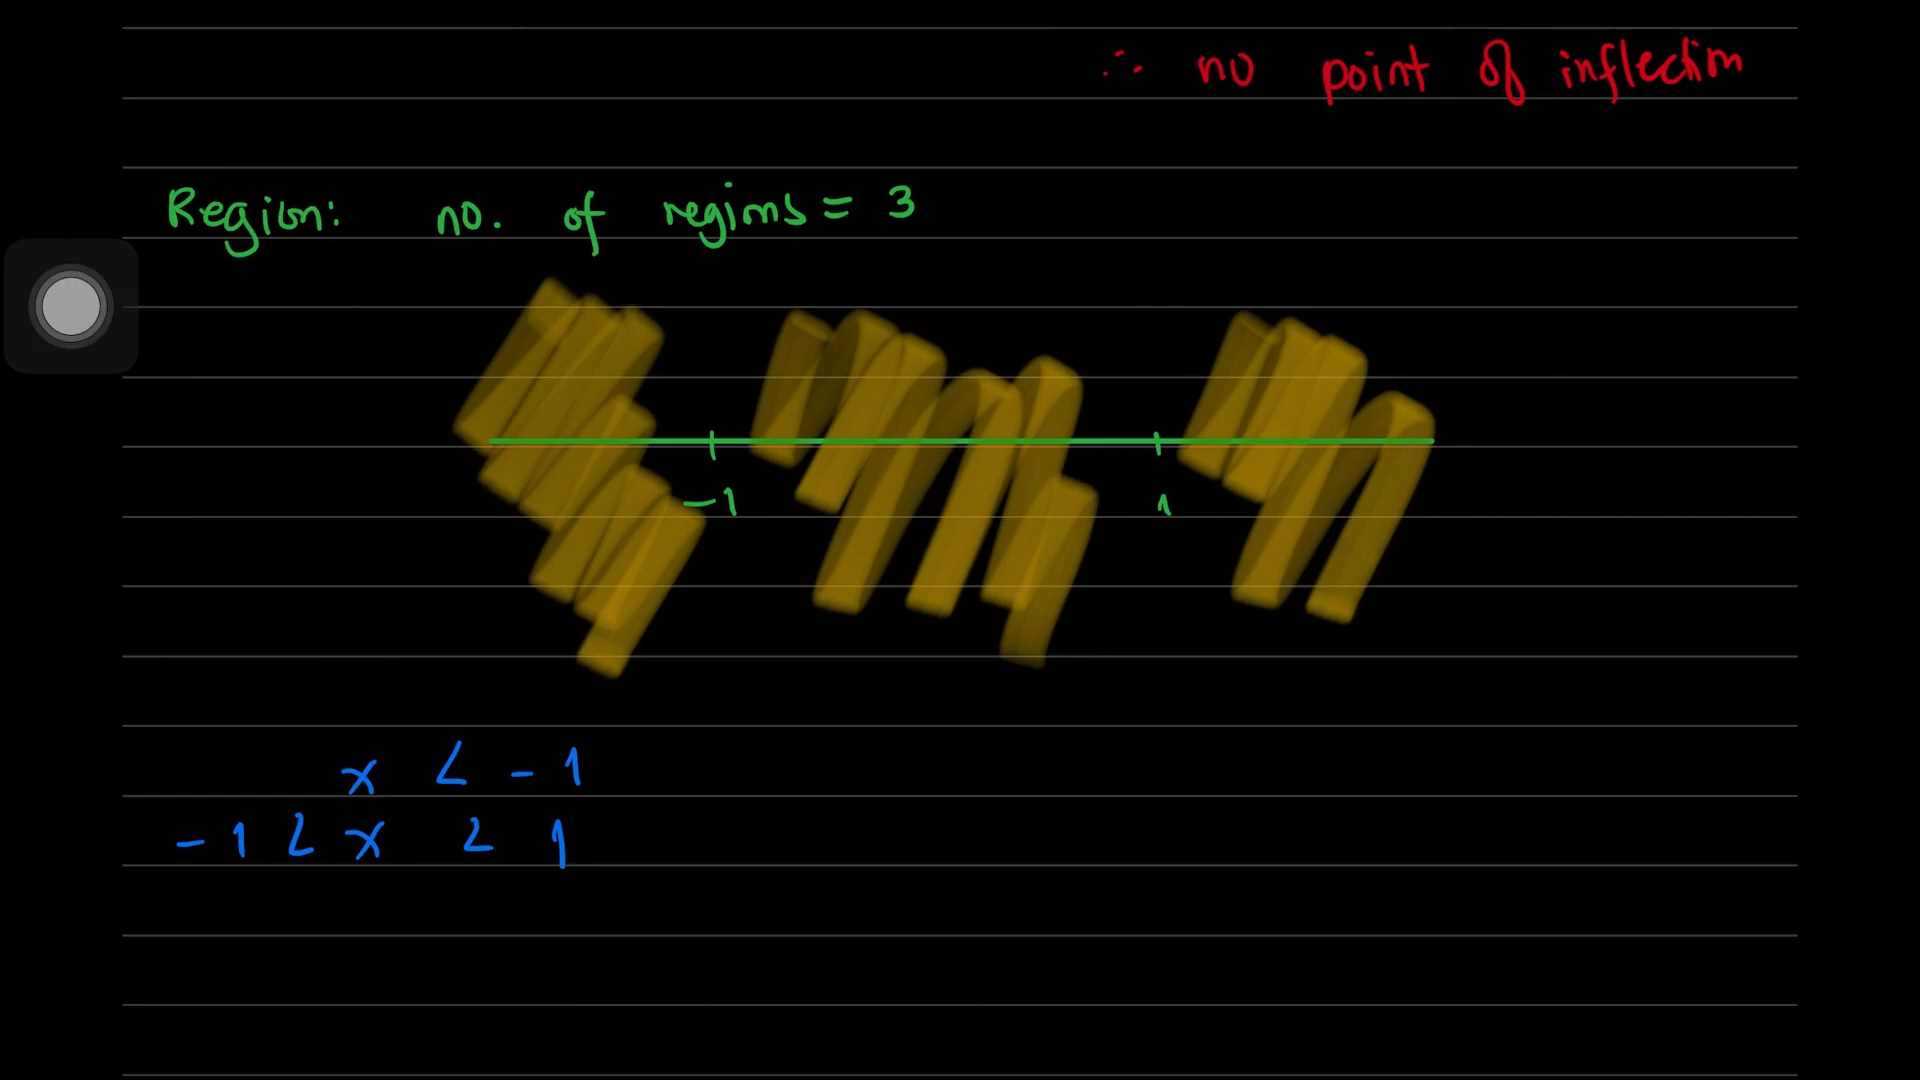 ∴ no point of inflection
Region: no. of regions = 3
-1 1
x < -1
-1 < x < 1